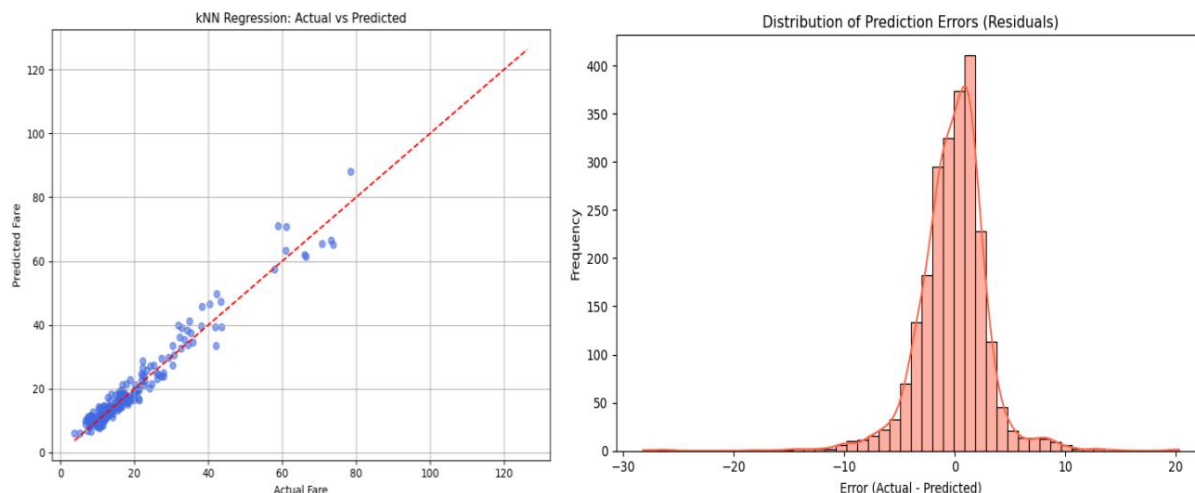 kNN Regression: Actual vs Predicted
120
100
80
60
40
20
0
Predicted Fare
0 20 40 60 80 100 120
Actual Fare
Distribution of Prediction Errors (Residuals)
400
350
300
250
200
150
100
50
0
Frequency
−30 −20 −10 0 10 20
Error (Actual - Predicted)